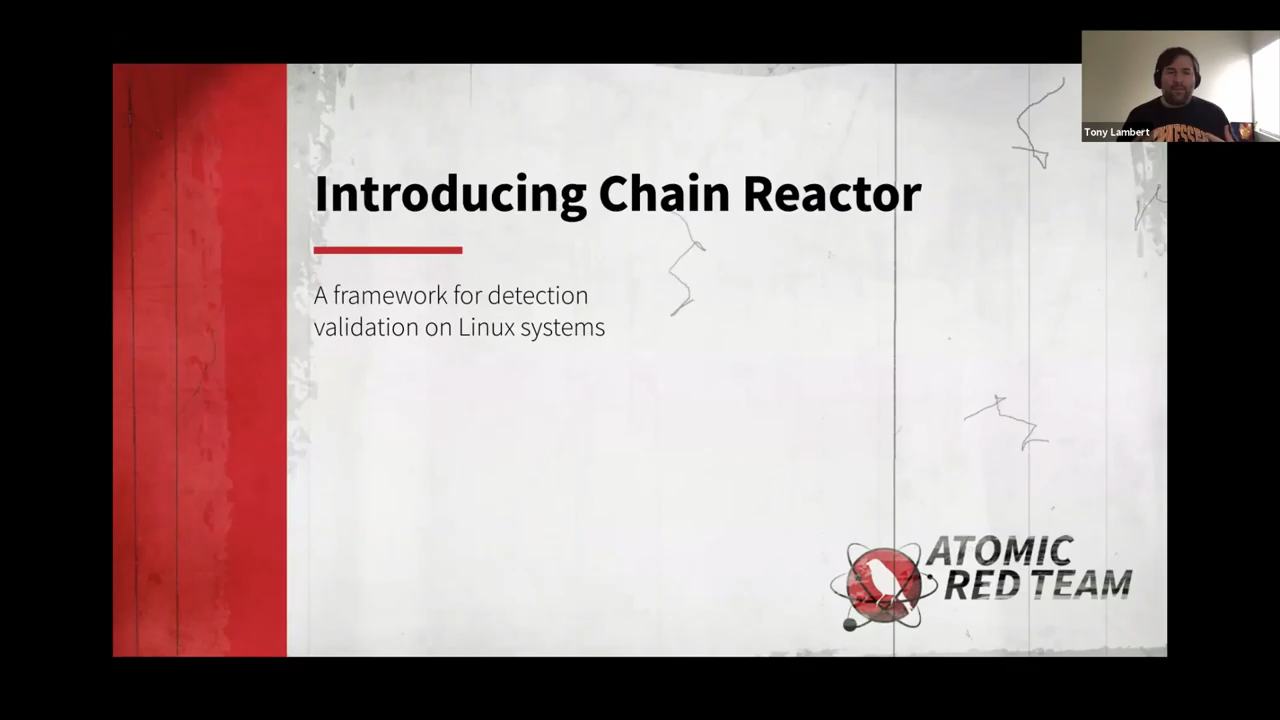 Introducing Chain Reactor
A framework for detection
validation on Linux systems
Tony Lambert
ATOMIC
RED TEAM